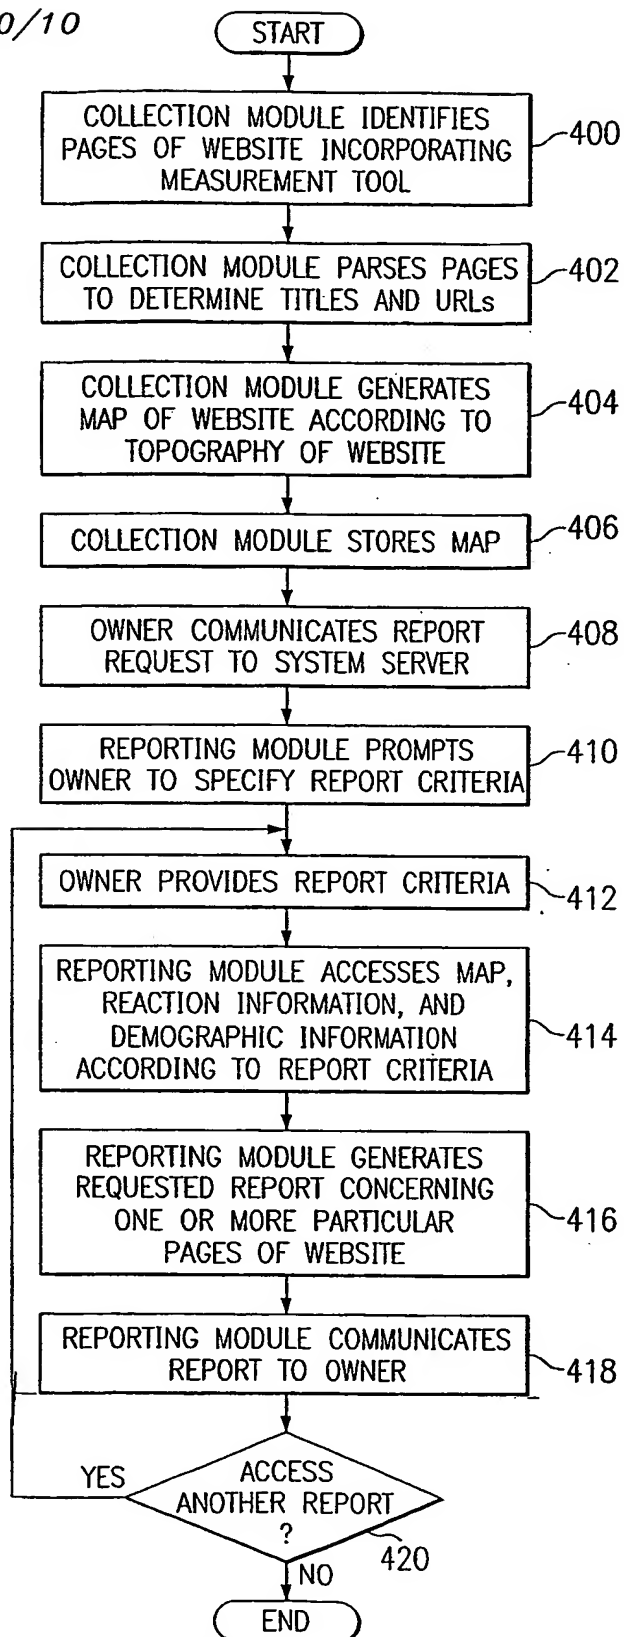 0/10
START
COLLECTION MODULE IDENTIFIES
PAGES OF WEBSITE INCORPORATING
MEASUREMENT TOOL
400
COLLECTION MODULE PARSES PAGES
TO DETERMINE TITLES AND URLs
402
COLLECTION MODULE GENERATES
MAP OF WEBSITE ACCORDING TO
TOPOGRAPHY OF WEBSITE
404
COLLECTION MODULE STORES MAP
406
OWNER COMMUNICATES REPORT
REQUEST TO SYSTEM SERVER
408
REPORTING MODULE PROMPTS
OWNER TO SPECIFY REPORT CRITERIA
410
OWNER PROVIDES REPORT CRITERIA
412
REPORTING MODULE ACCESSES MAP,
REACTION INFORMATION, AND
DEMOGRAPHIC INFORMATION
ACCORDING TO REPORT CRITERIA
414
REPORTING MODULE GENERATES
REQUESTED REPORT CONCERNING
ONE OR MORE PARTICULAR
PAGES OF WEBSITE
416
REPORTING MODULE COMMUNICATES
REPORT TO OWNER
418
YES
ACCESS
ANOTHER REPORT
?
420
NO
END